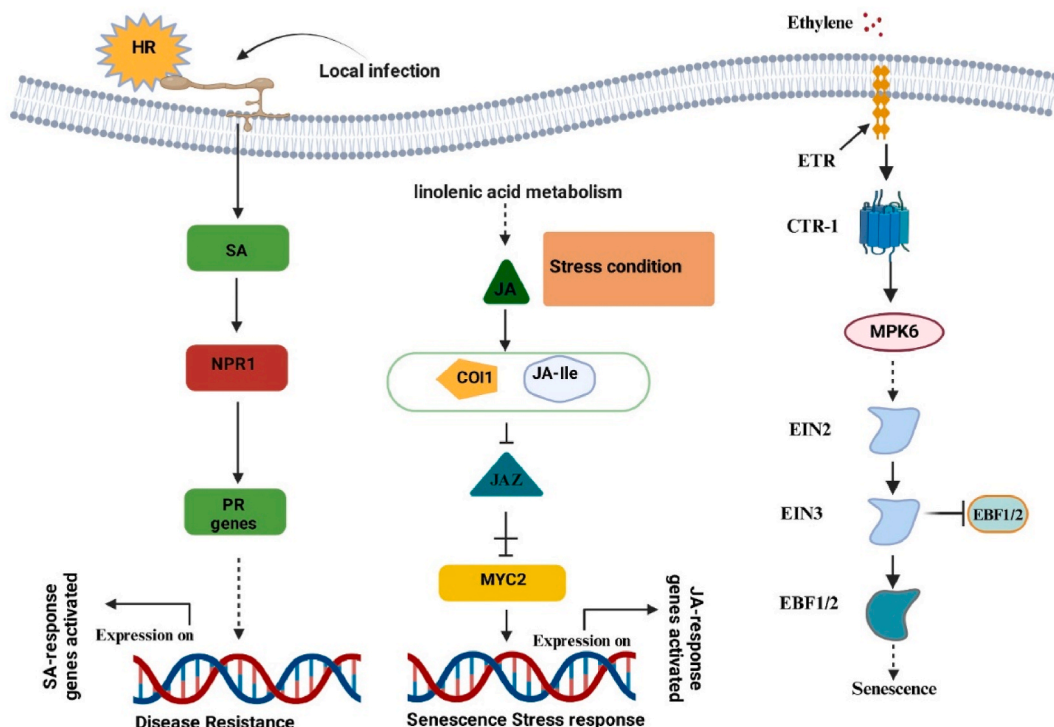 Ethylene
HR
Local infection
ETR
linolenic acid metabolism
CTR-1
SA
Stress condition
JA
MPK6
NPR1
COI1
JA-Ile
EIN2
JAZ
PR
genes
EIN3
EBF1/2
MYC2
EBF1/2
SA-response
genes activated
Expression on
Expression on
JA-response
genes activated
Senescence
Disease Resistance
Senescence Stress response